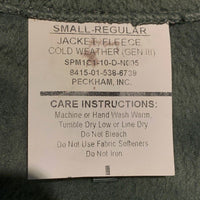 SMALL-REGULAR
JACKET, FLEECE
COLD WEATHER (GEN III)
SPM1C1-10-D-N005
8415-01-538-6739
PECKHAM, INC.
CARE INSTRUCTIONS:
Machine or Hand Wash Warm,
Tumble Dry Low or Line Dry
Do Not Bleach
Do Not Use Fabric Softeners
Do Not Iron